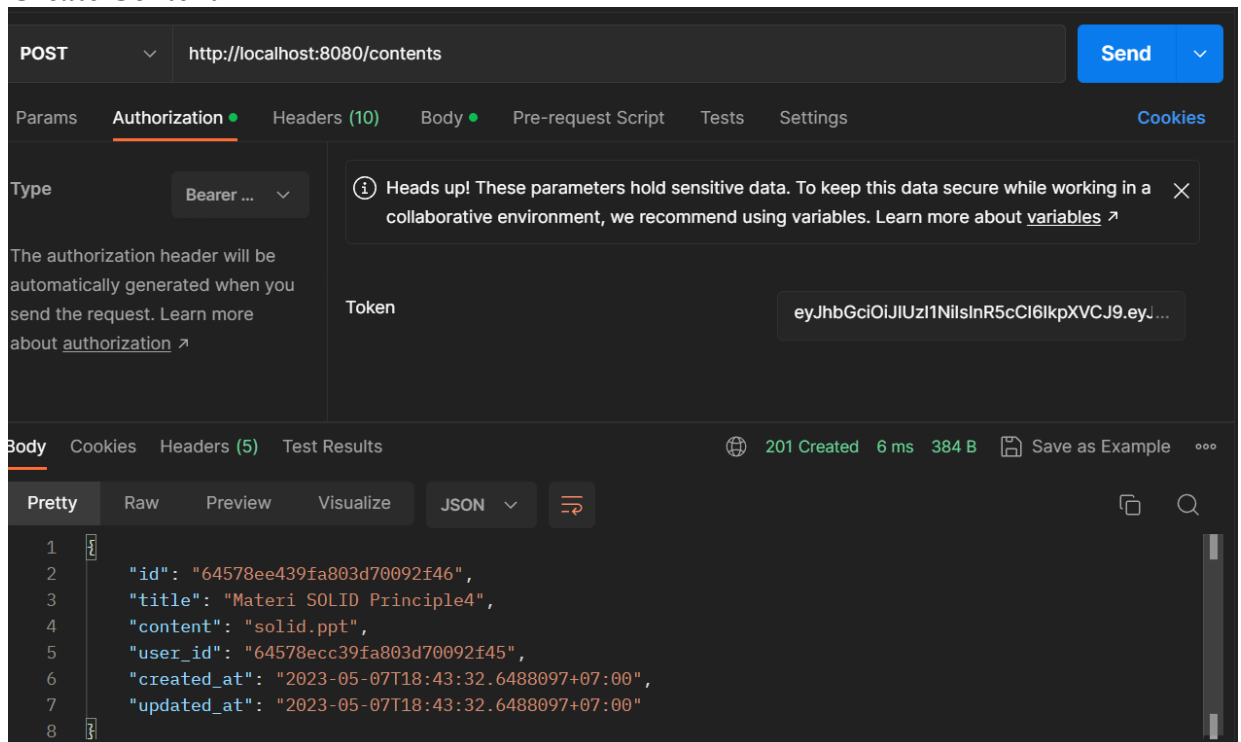 POST http://localhost:8080/contents Send
Params Authorization Headers (10) Body Pre-request Script Tests Settings Cookies
Type Bearer ...
The authorization header will be
automatically generated when you
send the request. Learn more
about authorization ↗
Heads up! These parameters hold sensitive data. To keep this data secure while working in a
collaborative environment, we recommend using variables. Learn more about variables ↗
Token eyJhbGciOiJIUzI1NiIsInR5cCI6IkpXVCJ9.eyJ...
Body Cookies Headers (5) Test Results 201 Created 6 ms 384 B Save as Example
Pretty Raw Preview Visualize JSON
1 {
2 "id": "64578ee439fa803d70092f46",
3 "title": "Materi SOLID Principle4",
4 "content": "solid.ppt",
5 "user_id": "64578ecc39fa803d70092f45",
6 "created_at": "2023-05-07T18:43:32.6488097+07:00",
7 "updated_at": "2023-05-07T18:43:32.6488097+07:00"
8 }